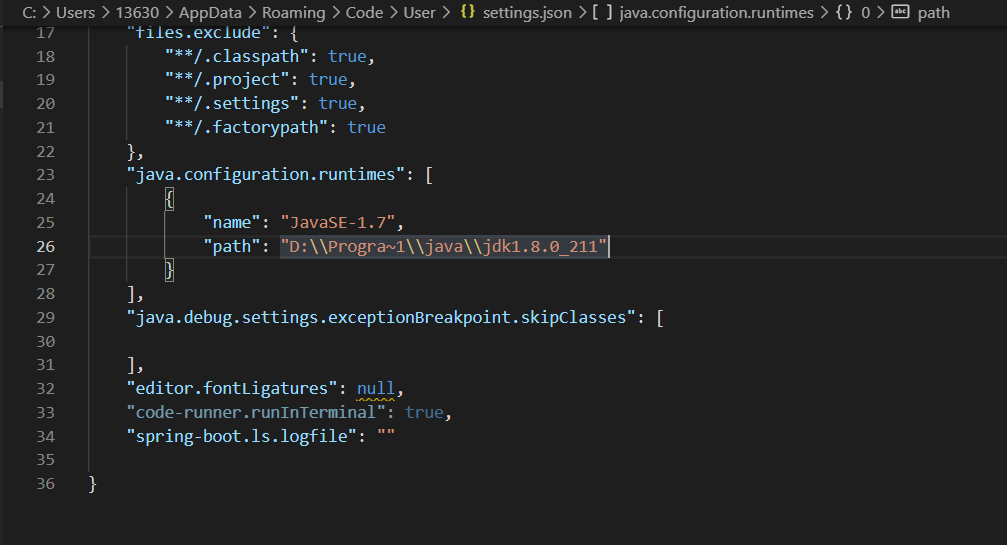 C: > Users > 13630 > AppData > Roaming > Code > User > {} settings.json > [ ] java.configuration.runtimes > {} 0 > abc path
17 "files.exclude": {
18 "**/.classpath": true,
19 "**/.project": true,
20 "**/.settings": true,
21 "**/.factorypath": true
22 },
23 "java.configuration.runtimes": [
24 {
25 "name": "JavaSE-1.7",
26 "path": "D:\\Progra~1\\java\\jdk1.8.0_211"
27 }
28 ],
29 "java.debug.settings.exceptionBreakpoint.skipClasses": [
30
31 ],
32 "editor.fontLigatures": null,
33 "code-runner.runInTerminal": true,
34 "spring-boot.ls.logfile": ""
35
36 }